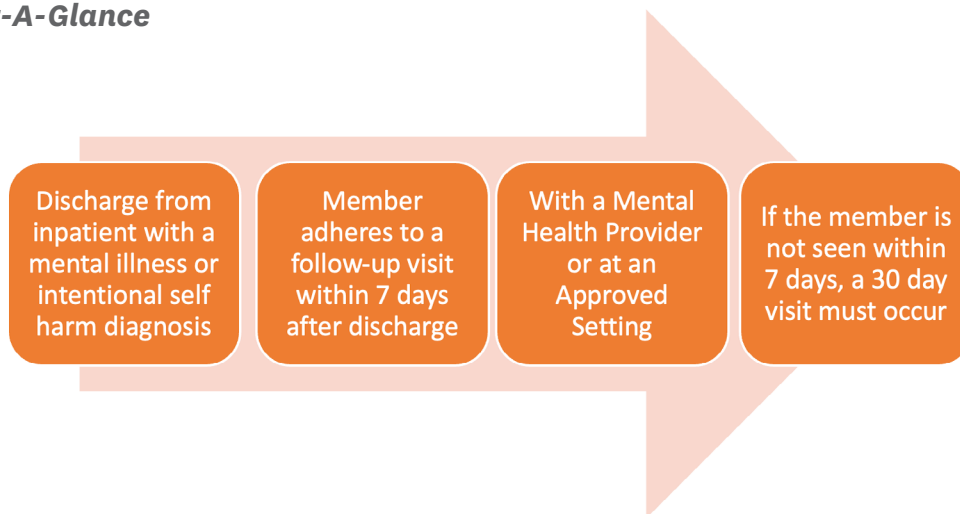 -A-Glance
Discharge from
inpatient with a
mental illness or
intentional self
harm diagnosis
Member
adheres to a
follow-up visit
within 7 days
after discharge
With a Mental
Health Provider
or at an
Approved
Setting
If the member is
not seen within
7 days, a 30 day
visit must occur